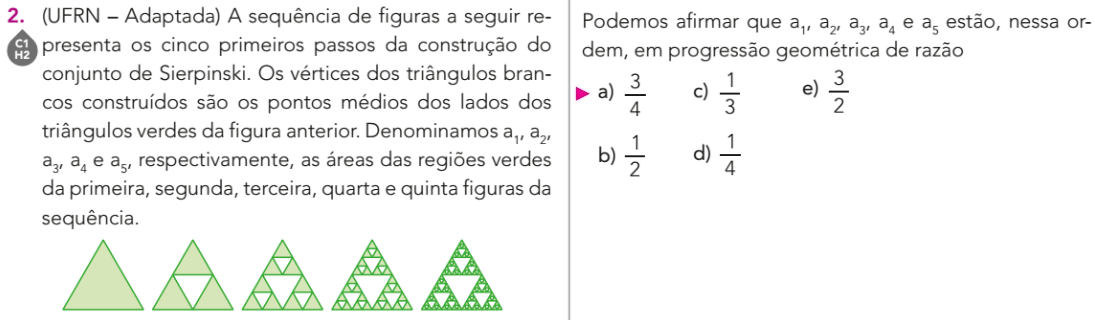 2. (UFRN – Adaptada) A sequência de figuras a seguir re-
C1
H2
presenta os cinco primeiros passos da construção do
conjunto de Sierpinski. Os vértices dos triângulos bran-
cos construídos são os pontos médios dos lados dos
triângulos verdes da figura anterior. Denominamos a₁, a₂,
a₃, a₄ e a₅, respectivamente, as áreas das regiões verdes
da primeira, segunda, terceira, quarta e quinta figuras da
sequência.
Podemos afirmar que a₁, a₂, a₃, a₄ e a₅ estão, nessa or-
dem, em progressão geométrica de razão
a) 3/4 c) 1/3 e) 3/2
b) 1/2 d) 1/4